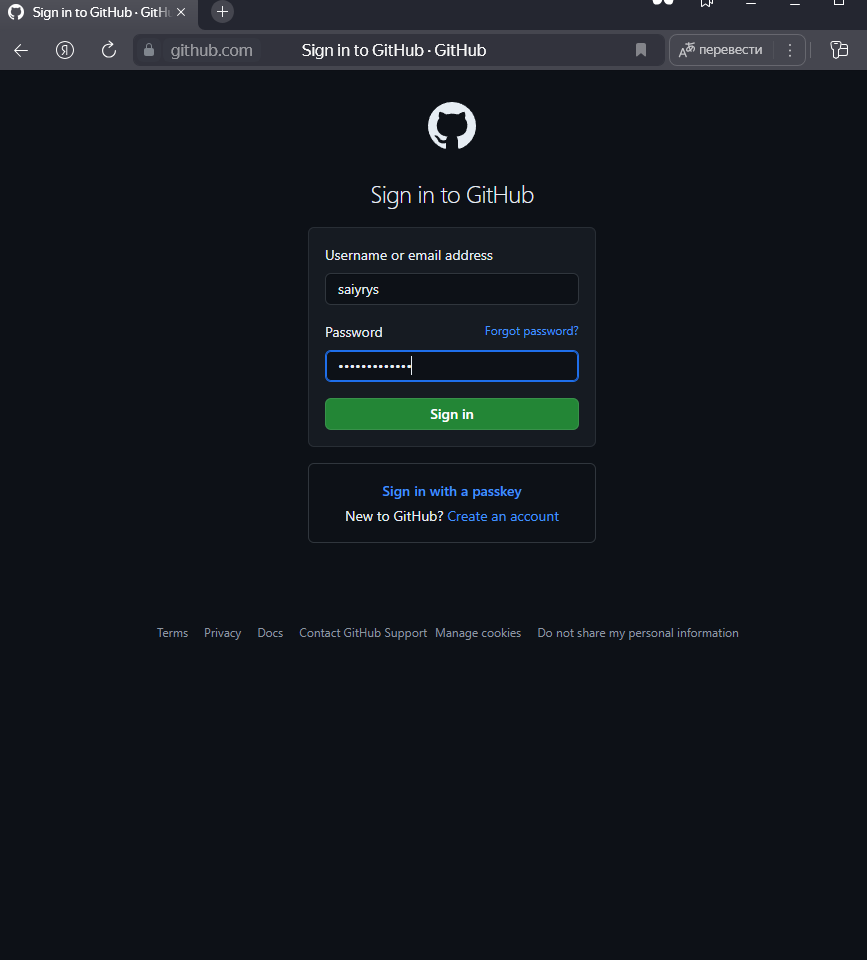 Sign in to GitHub · GitH
github.com Sign in to GitHub · GitHub перевести
Sign in to GitHub
Username or email address
saiyrys
Password Forgot password?
•••••••••••••
Sign in
Sign in with a passkey
New to GitHub? Create an account
Terms Privacy Docs Contact GitHub Support Manage cookies Do not share my personal information